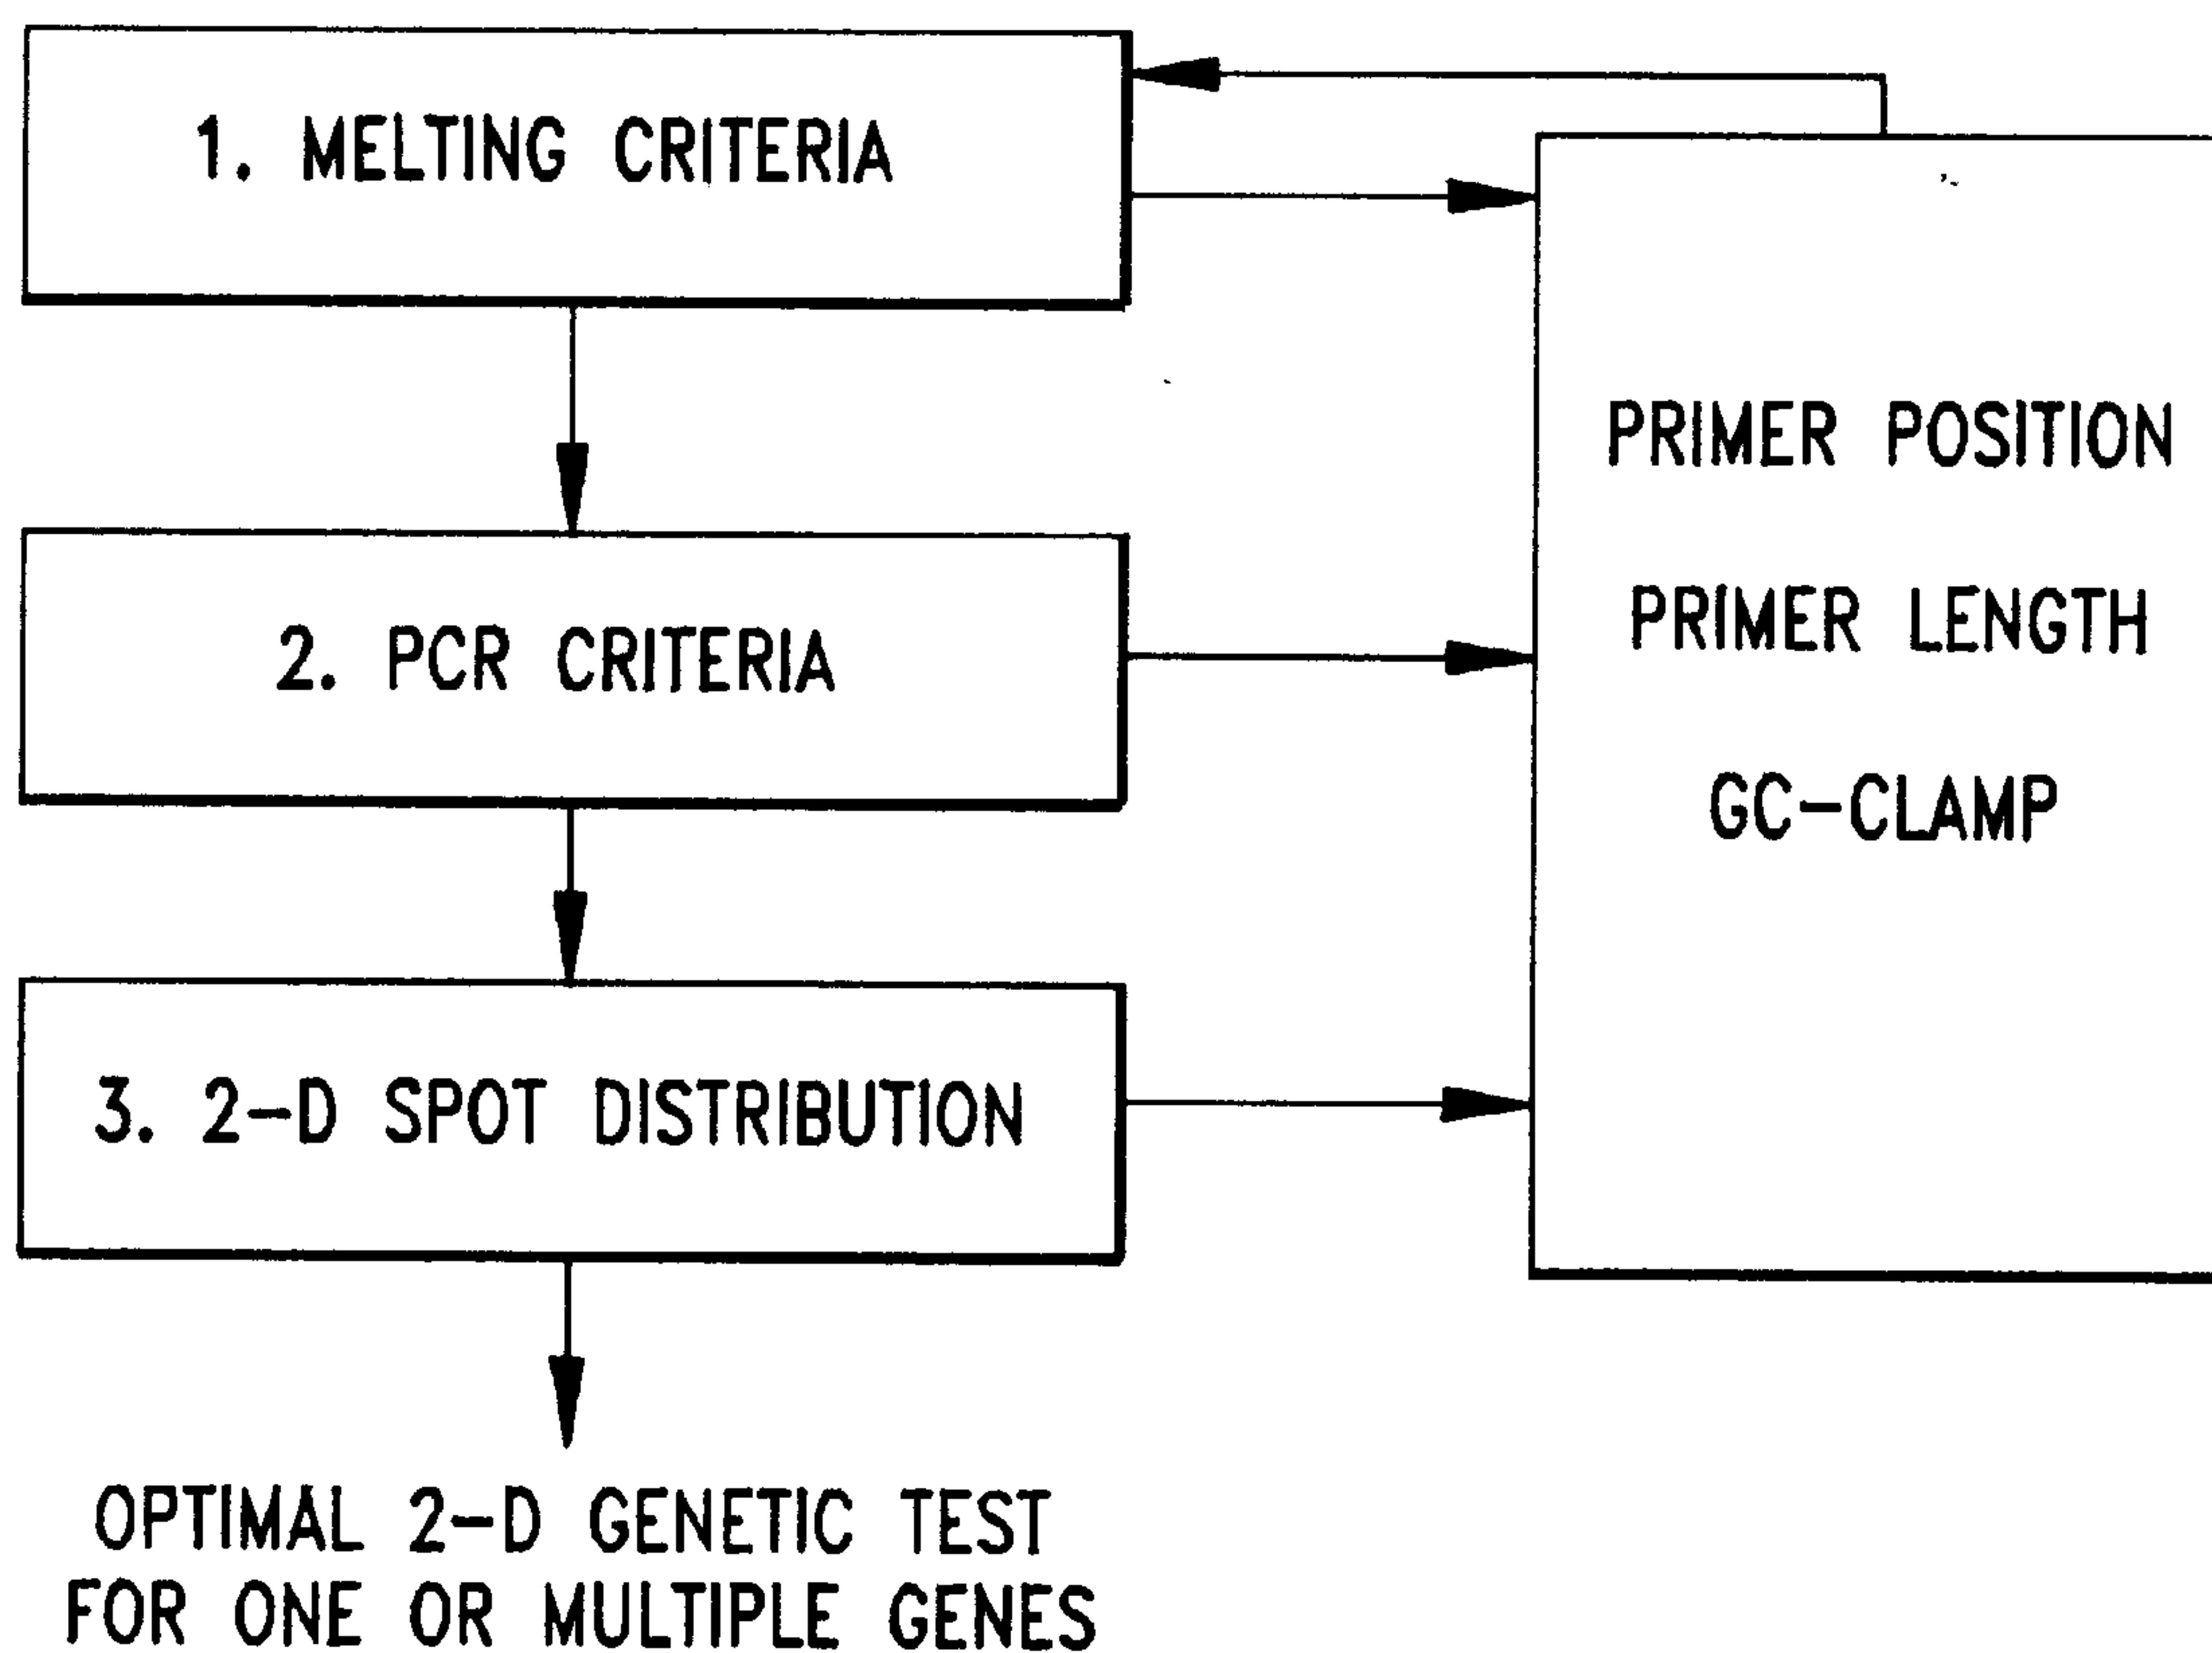 1. MELTING CRITERIA
2. PCR CRITERIA
3. 2-D SPOT DISTRIBUTION
OPTIMAL 2-D GENETIC TEST
FOR ONE OR MULTIPLE GENES
PRIMER POSITION
PRIMER LENGTH
GC-CLAMP